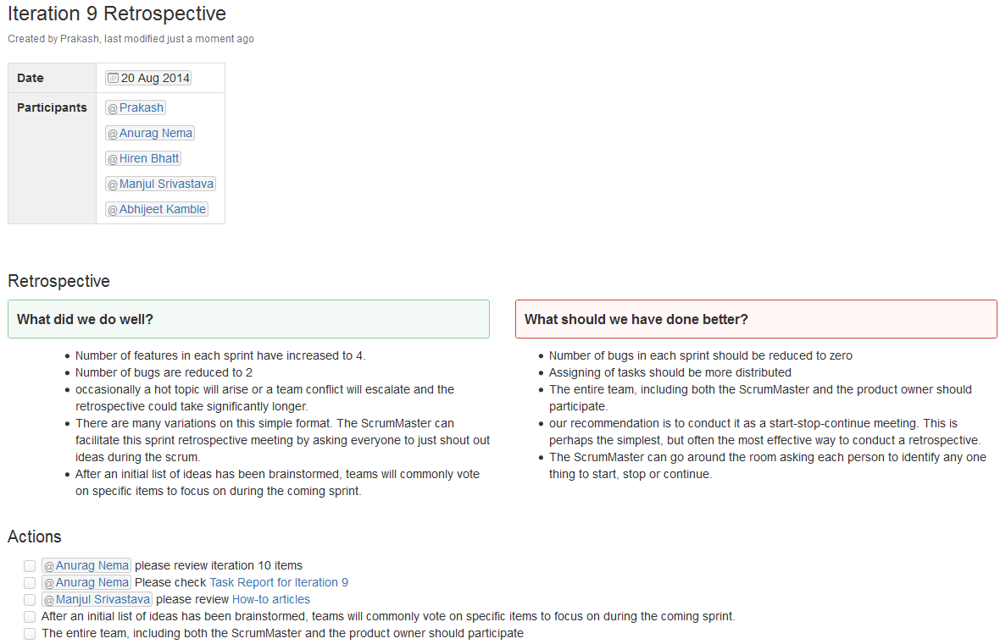 Iteration 9 Retrospective
Created by Prakash, last modified just a moment ago
Date
20 Aug 2014
Participants
@Prakash
@Anurag Nema
@Hiren Bhatt
@Manjul Srivastava
@Abhijeet Kamble
Retrospective
What did we do well?
• Number of features in each sprint have increased to 4.
• Number of bugs are reduced to 2
• occasionally a hot topic will arise or a team conflict will escalate and the
retrospective could take significantly longer.
• There are many variations on this simple format. The ScrumMaster can
facilitate this sprint retrospective meeting by asking everyone to just shout out
ideas during the scrum.
• After an initial list of ideas has been brainstormed, teams will commonly vote
on specific items to focus on during the coming sprint.
What should we have done better?
• Number of bugs in each sprint should be reduced to zero
• Assigning of tasks should be more distributed
• The entire team, including both the ScrumMaster and the product owner should
participate.
• our recommendation is to conduct it as a start-stop-continue meeting. This is
perhaps the simplest, but often the most effective way to conduct a retrospective.
• The ScrumMaster can go around the room asking each person to identify any one
thing to start, stop or continue.
Actions
@Anurag Nema please review iteration 10 items
@Anurag Nema Please check Task Report for Iteration 9
@Manjul Srivastava please review How-to articles
After an initial list of ideas has been brainstormed, teams will commonly vote on specific items to focus on during the coming sprint.
The entire team, including both the ScrumMaster and the product owner should participate